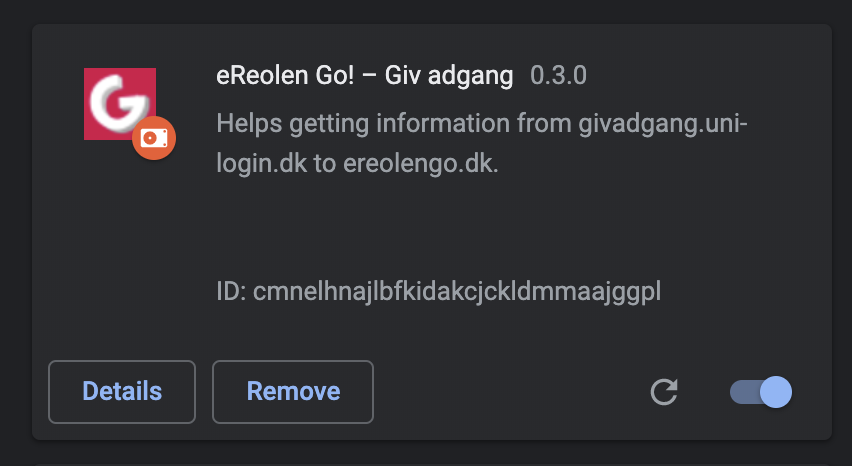 G
eReolen Go! – Giv adgang 0.3.0
Helps getting information from givadgang.uni-
login.dk to ereolengo.dk.
ID: cmnelhnajlbfkidakcjckldmmaajggpl
Details Remove